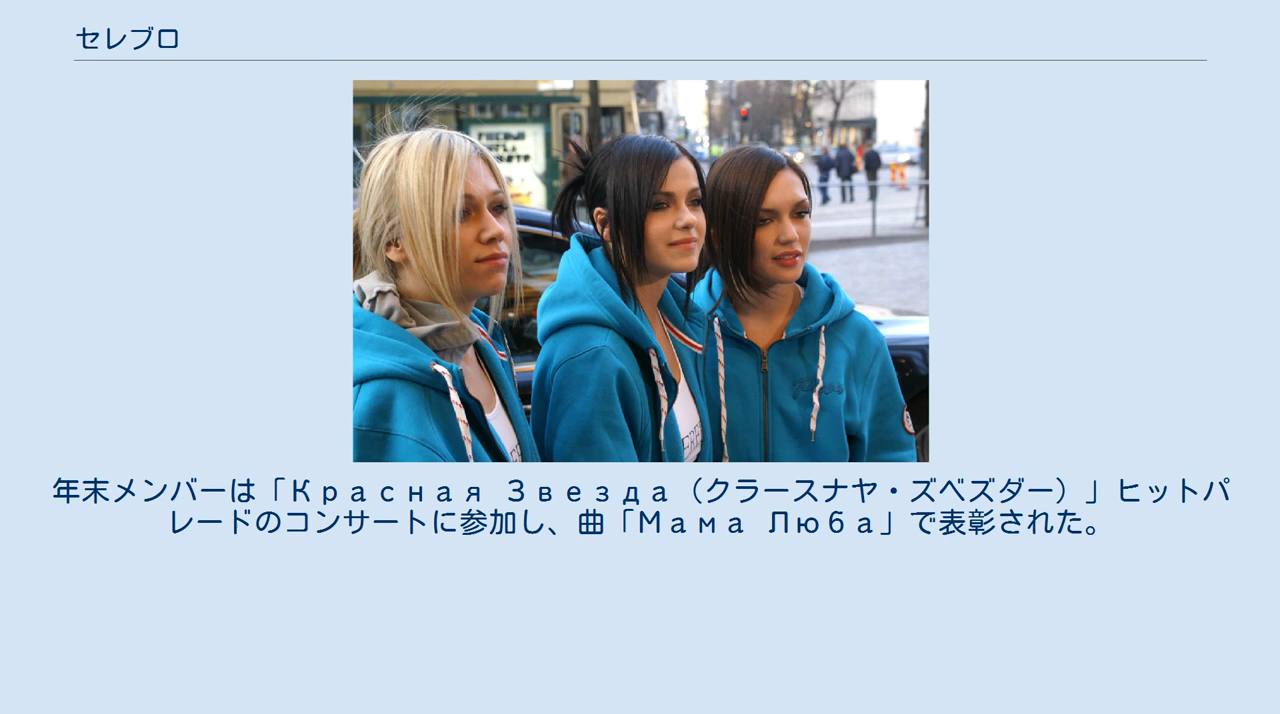 セレブロ
年末メンバーは「Красная Звезда（クラースナヤ・ズベズダー）」ヒットパ
レードのコンサートに参加し、曲「Мама Люба」で表彰された。